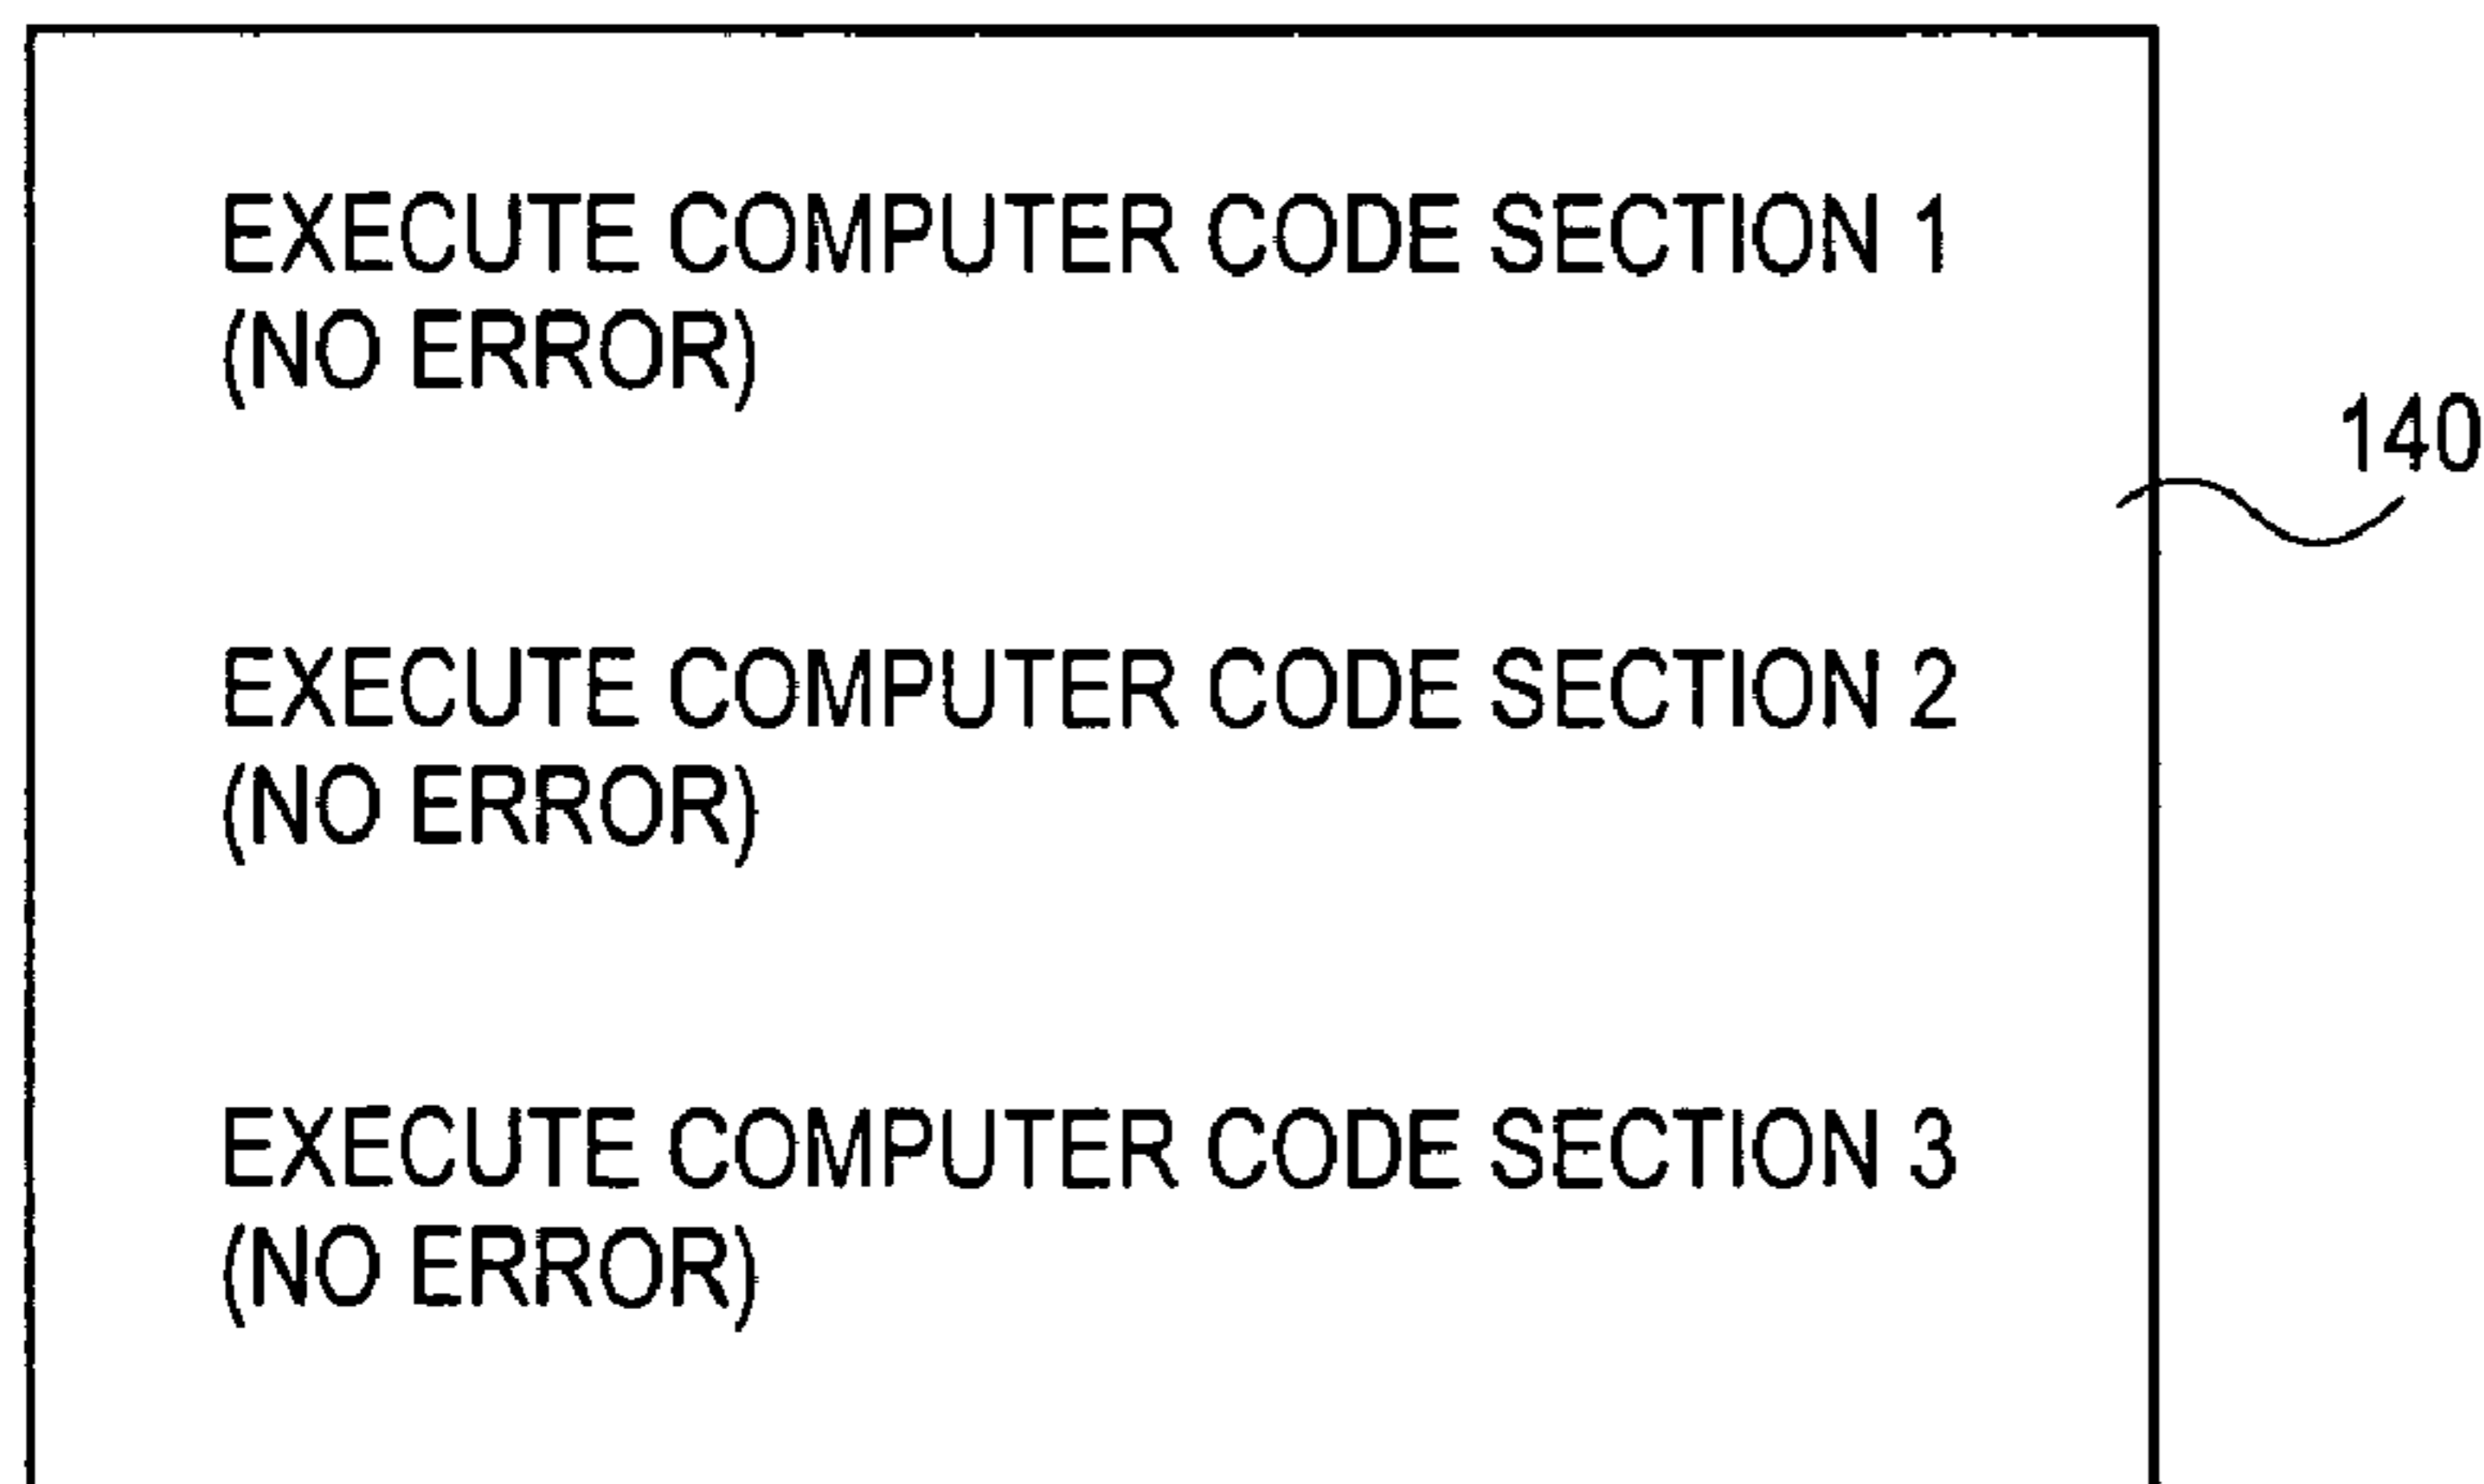 EXECUTE COMPUTER CODE SECTION 1
(NO ERROR)
140
EXECUTE COMPUTER CODE SECTION 2
(NO ERROR)
EXECUTE COMPUTER CODE SECTION 3
(NO ERROR)